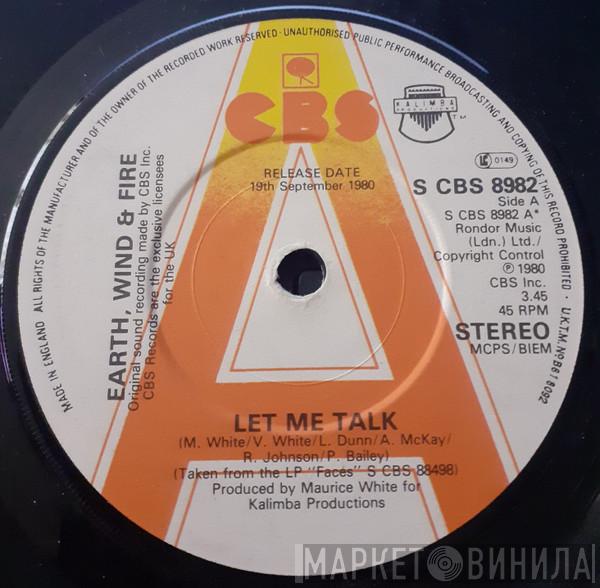 MADE IN ENGLAND · ALL RIGHTS OF THE MANUFACTURER AND OF THE OWNER OF THE RECORDED WORK RESERVED · UNAUTHORISED PUBLIC PERFORMANCE BROADCASTING AND COPYING OF THIS RECORD PROHIBITED · U.K.T.M. Nº B618092
CBS
KALIMBA
PRODUCTIONS
TM
LC 0149
RELEASE DATE
19th September 1980
EARTH, WIND & FIRE
Original sound recording made by CBS Inc.
CBS Records are the exclusive licensees
for the UK
S CBS 8982
Side A
S CBS 8982 A*
Rondor Music
(Ldn.) Ltd./
Copyright Control
℗ 1980
CBS Inc.
3.45
45 RPM
STEREO
MCPS/BIEM
LET ME TALK
(M. White/V. White/L. Dunn/A. McKay/
R. Johnson/P. Bailey)
(Taken from the LP "Faces" S CBS 88498)
Produced by Maurice White for
Kalimba Productions
МАРКЕТ ВИНИЛА